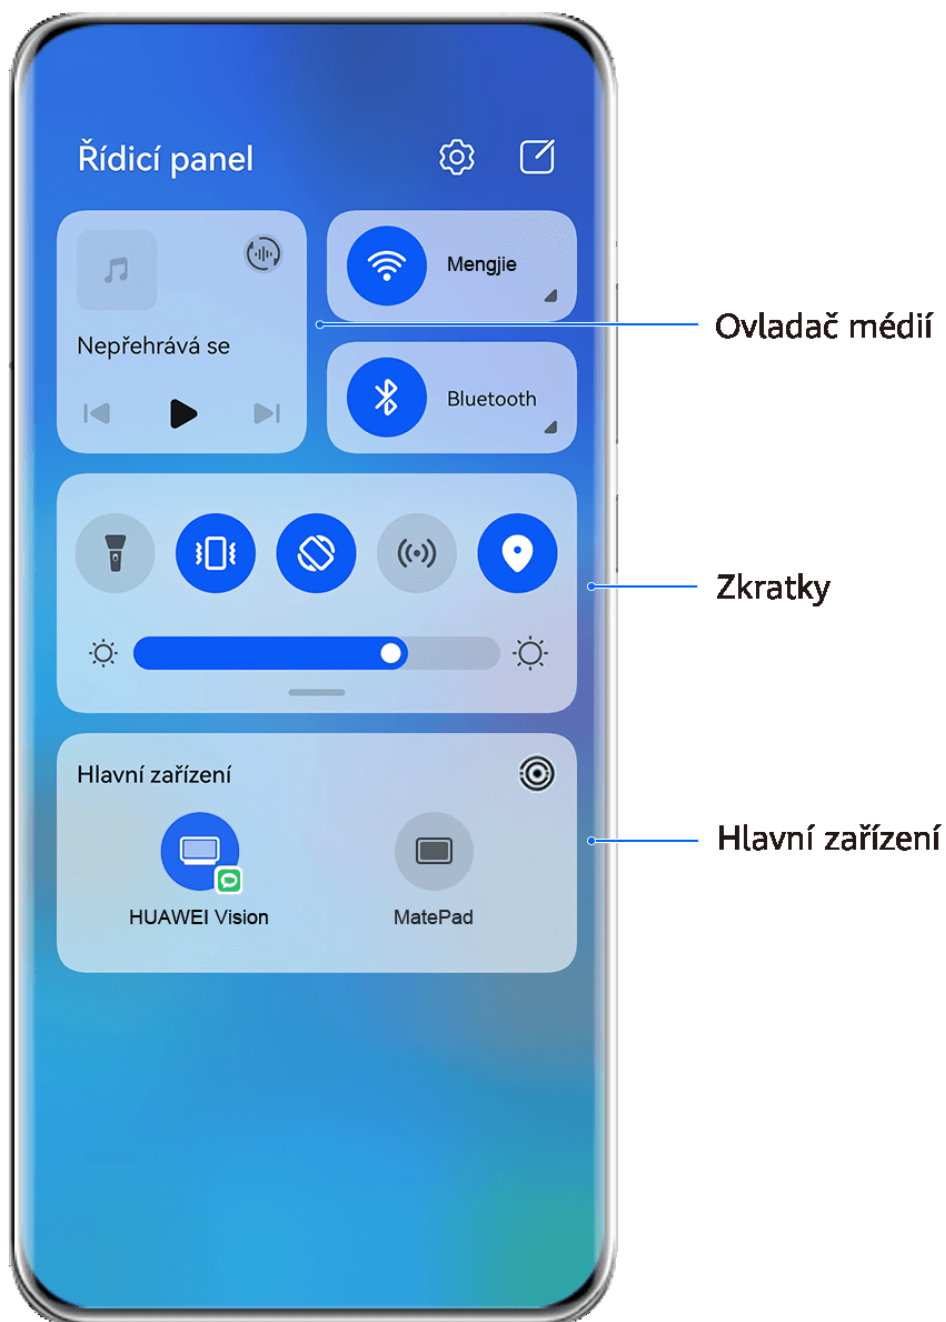 Řídicí panel
Mengjie
Nepřehrává se
Bluetooth
Ovladač médií
Zkratky
Hlavní zařízení
HUAWEI Vision
MatePad
Hlavní zařízení